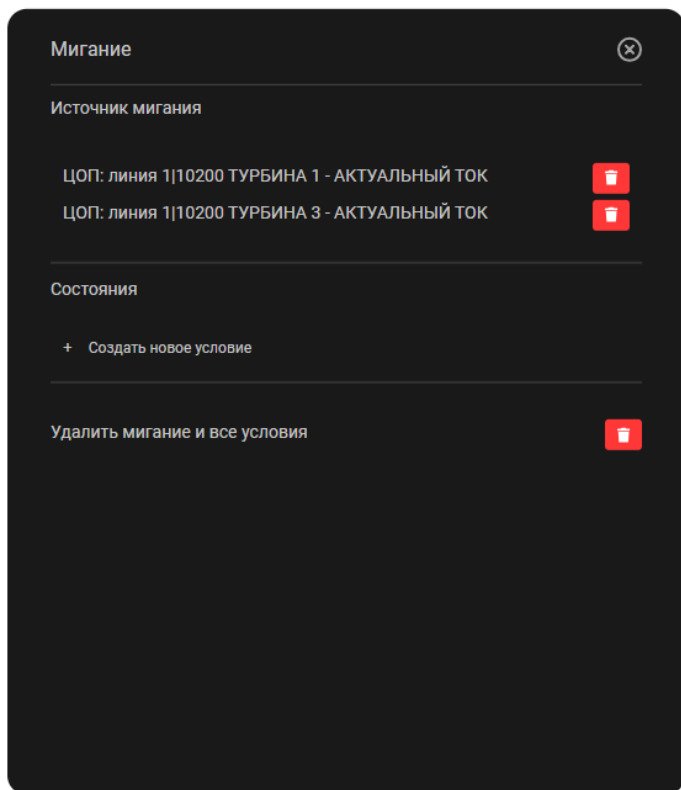 Мигание
Источник мигания
ЦОП: линия 1|10200 ТУРБИНА 1 - АКТУАЛЬНЫЙ ТОК
ЦОП: линия 1|10200 ТУРБИНА 3 - АКТУАЛЬНЫЙ ТОК
Состояния
+ Создать новое условие
Удалить мигание и все условия